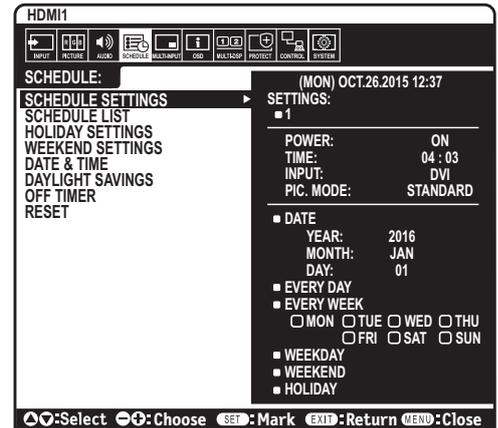 HDMI1
INPUT PICTURE AUDIO SCHEDULE MULTI-INPUT OSD MULTI-DSP PROTECT CONTROL SYSTEM
SCHEDULE:
SCHEDULE SETTINGS
SCHEDULE LIST
HOLIDAY SETTINGS
WEEKEND SETTINGS
DATE & TIME
DAYLIGHT SAVINGS
OFF TIMER
RESET
(MON) OCT.26.2015 12:37
SETTINGS:
1
POWER: ON
TIME: 04 : 03
INPUT: DVI
PIC. MODE: STANDARD
DATE
YEAR: 2016
MONTH: JAN
DAY: 01
EVERY DAY
EVERY WEEK
MON TUE WED THU
FRI SAT SUN
WEEKDAY
WEEKEND
HOLIDAY
:Select :Choose SET :Mark EXIT :Return MENU :Close